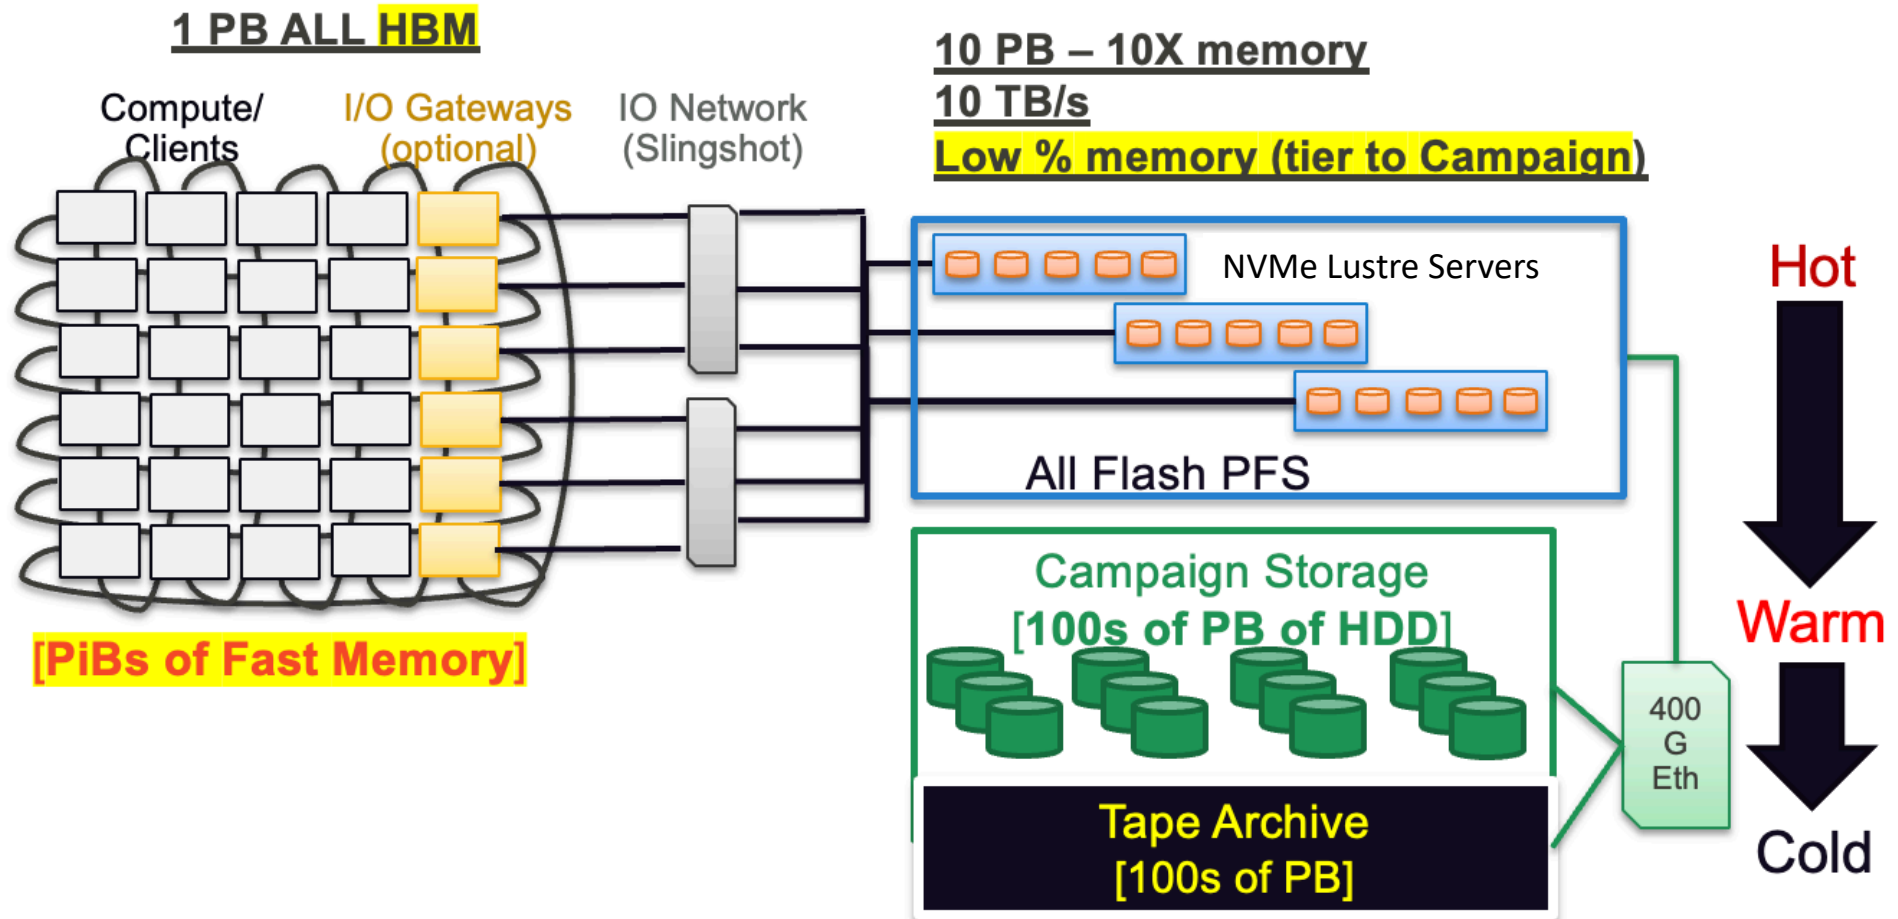 1 PB ALL HBM
Compute/
Clients
I/O Gateways
(optional)
IO Network
(Slingshot)
[PiBs of Fast Memory]
10 PB – 10X memory
10 TB/s
Low % memory (tier to Campaign)
NVMe Lustre Servers
All Flash PFS
Campaign Storage
[100s of PB of HDD]
Tape Archive
[100s of PB]
400
G
Eth
Hot
Warm
Cold